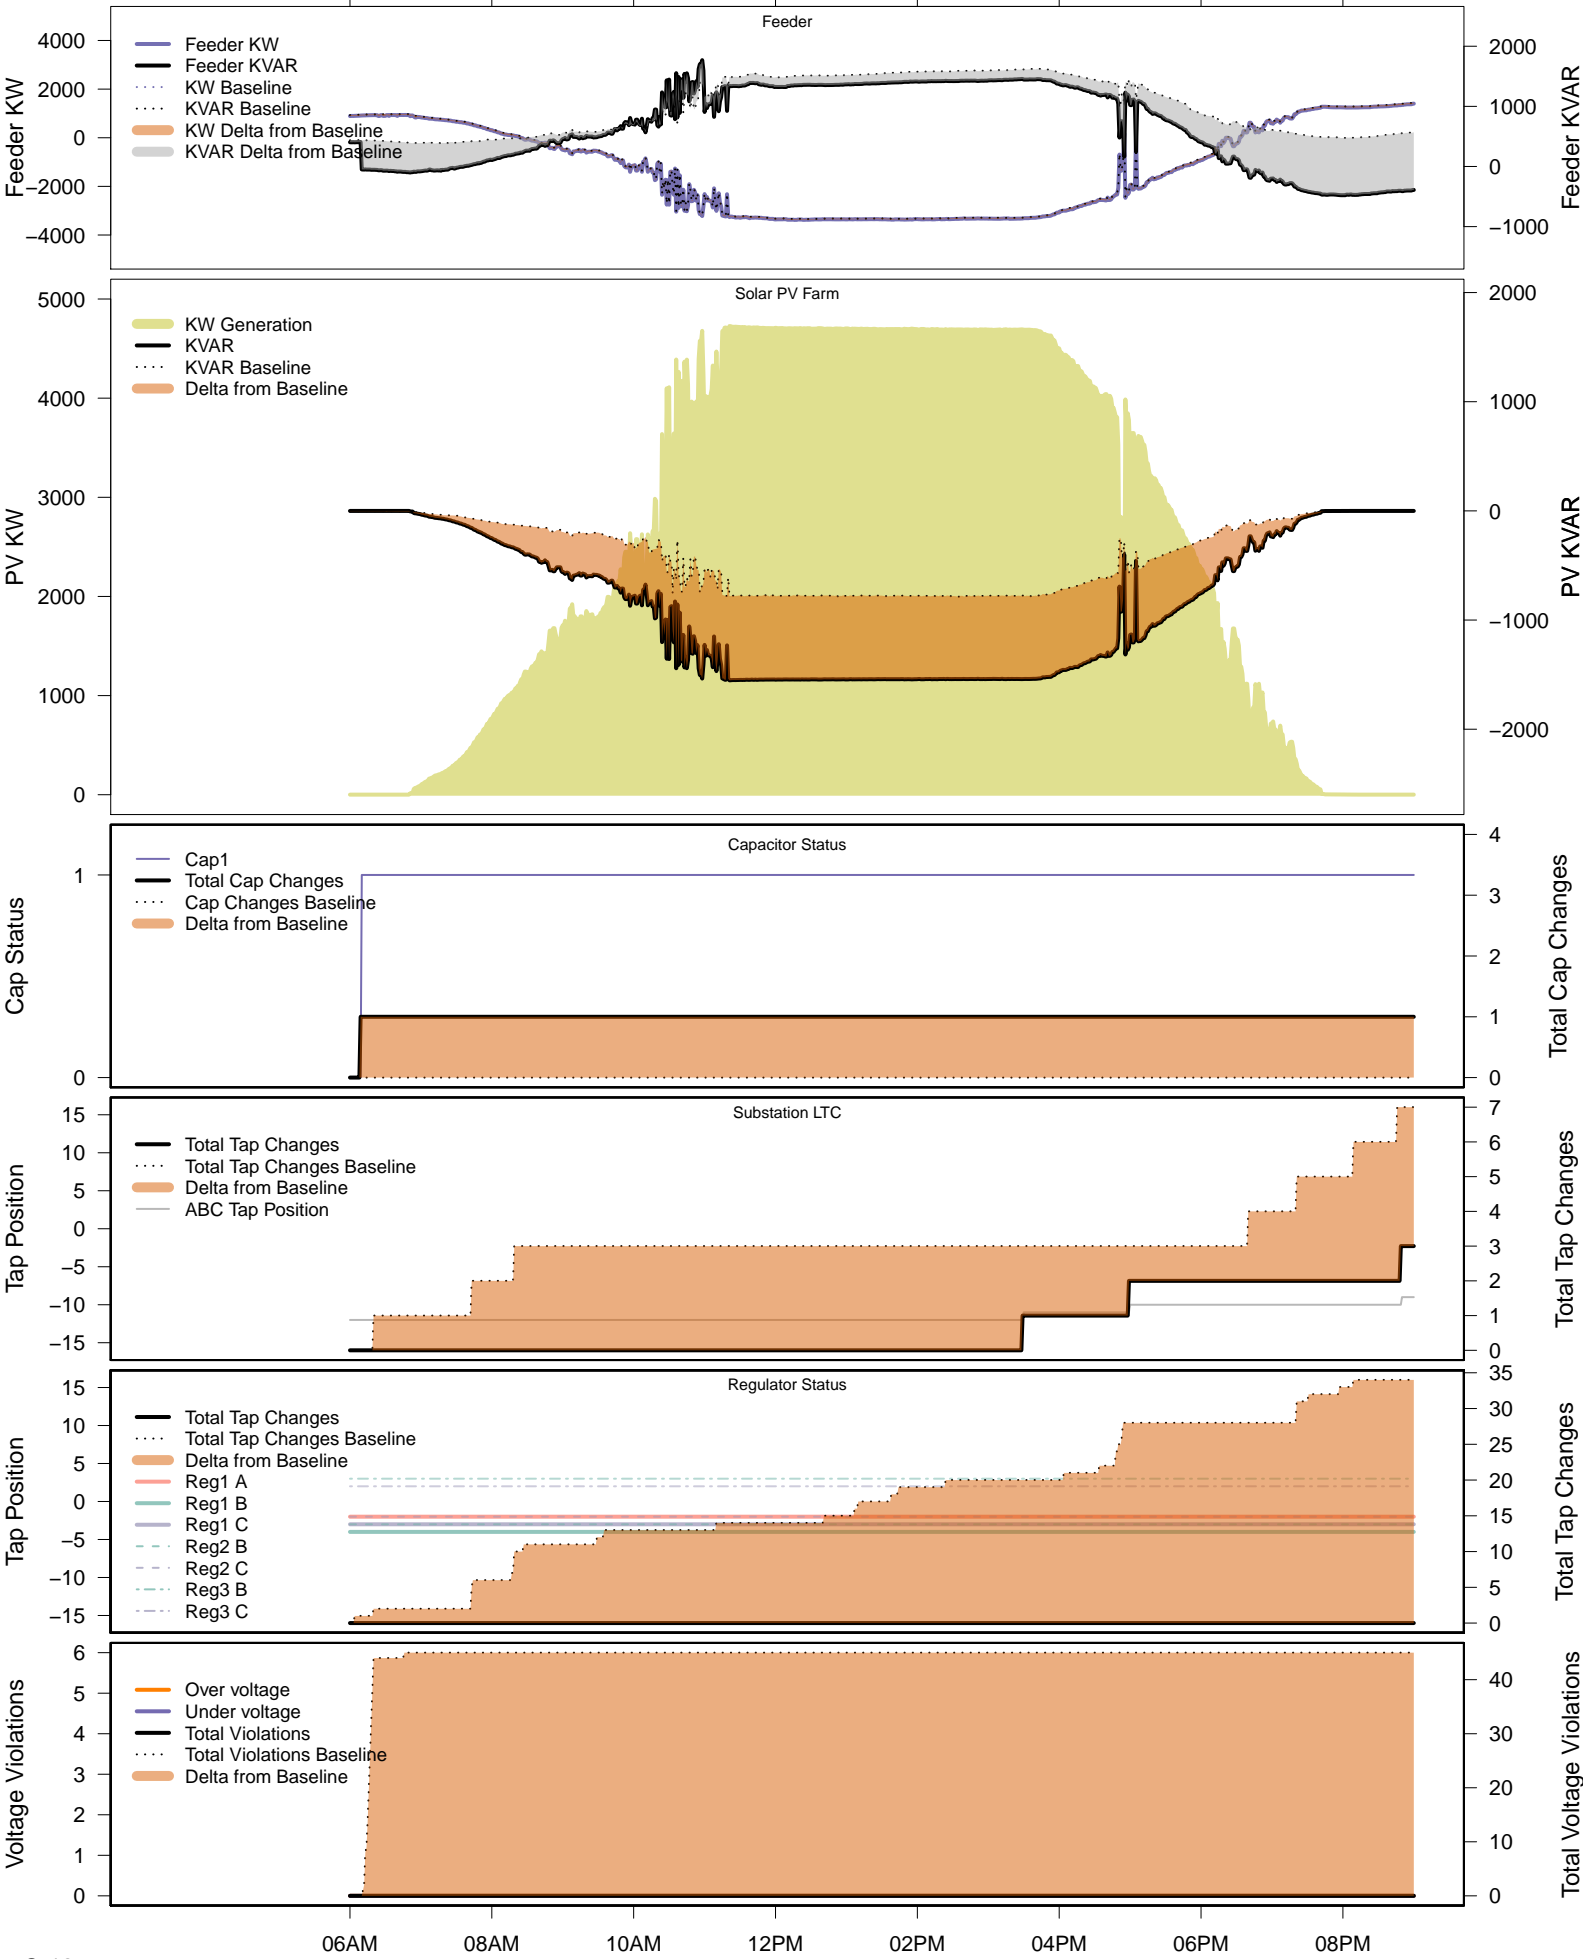 Feeder
4000
2000
0
−2000
−4000
Feeder KW
Feeder KW
Feeder KVAR
KW Baseline
KVAR Baseline
KW Delta from Baseline
KVAR Delta from Baseline
2000
1000
0
−1000
Feeder KVAR
Solar PV Farm
5000
4000
3000
2000
1000
0
PV KW
KW Generation
KVAR
KVAR Baseline
Delta from Baseline
2000
1000
0
−1000
−2000
PV KVAR
Capacitor Status
1
0
Cap Status
Cap1
Total Cap Changes
Cap Changes Baseline
Delta from Baseline
4
3
2
1
0
Total Cap Changes
Substation LTC
15
10
5
0
−5
−10
−15
Tap Position
Total Tap Changes
Total Tap Changes Baseline
Delta from Baseline
ABC Tap Position
7
6
5
4
3
2
1
0
Total Tap Changes
Regulator Status
15
10
5
0
−5
−10
−15
Tap Position
Total Tap Changes
Total Tap Changes Baseline
Delta from Baseline
Reg1 A
Reg1 B
Reg1 C
Reg2 B
Reg2 C
Reg3 B
Reg3 C
35
30
25
20
15
10
5
0
Total Tap Changes
6
5
4
3
2
1
0
Voltage Violations
Over voltage
Under voltage
Total Violations
Total Violations Baseline
Delta from Baseline
40
30
20
10
0
Total Voltage Violations
06AM 08AM 10AM 12PM 02PM 04PM 06PM 08PM